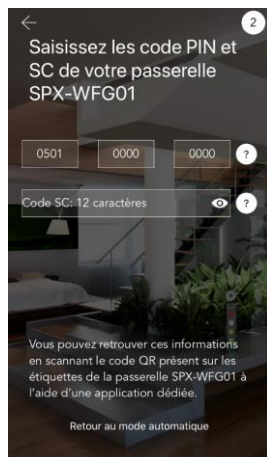 2
Saisissez les code PIN et
SC de votre passerelle
SPX-WFG01
0501 0000 0000 ?
Code SC: 12 caractères ?
Vous pouvez retrouver ces informations
en scannant le code QR présent sur les
étiquettes de la passerelle SPX-WFG01 à
l'aide d'une application dédiée.
Retour au mode automatique